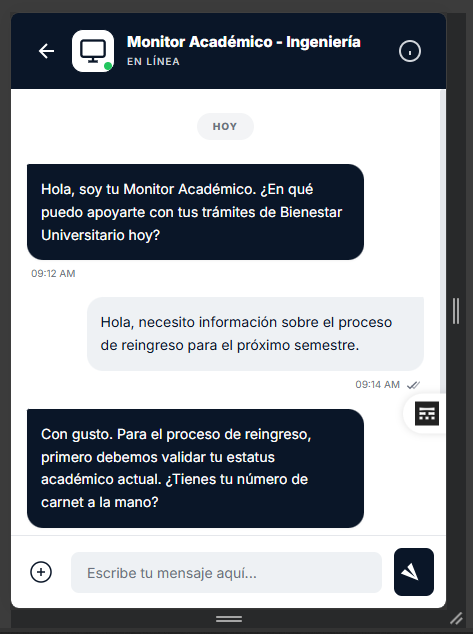 Monitor Académico - Ingeniería
EN LÍNEA
HOY
Hola, soy tu Monitor Académico. ¿En qué
puedo apoyarte con tus trámites de Bienestar
Universitario hoy?
09:12 AM
Hola, necesito información sobre el proceso
de reingreso para el próximo semestre.
09:14 AM
Con gusto. Para el proceso de reingreso,
primero debemos validar tu estatus
académico actual. ¿Tienes tu número de
carnet a la mano?
Escribe tu mensaje aquí...